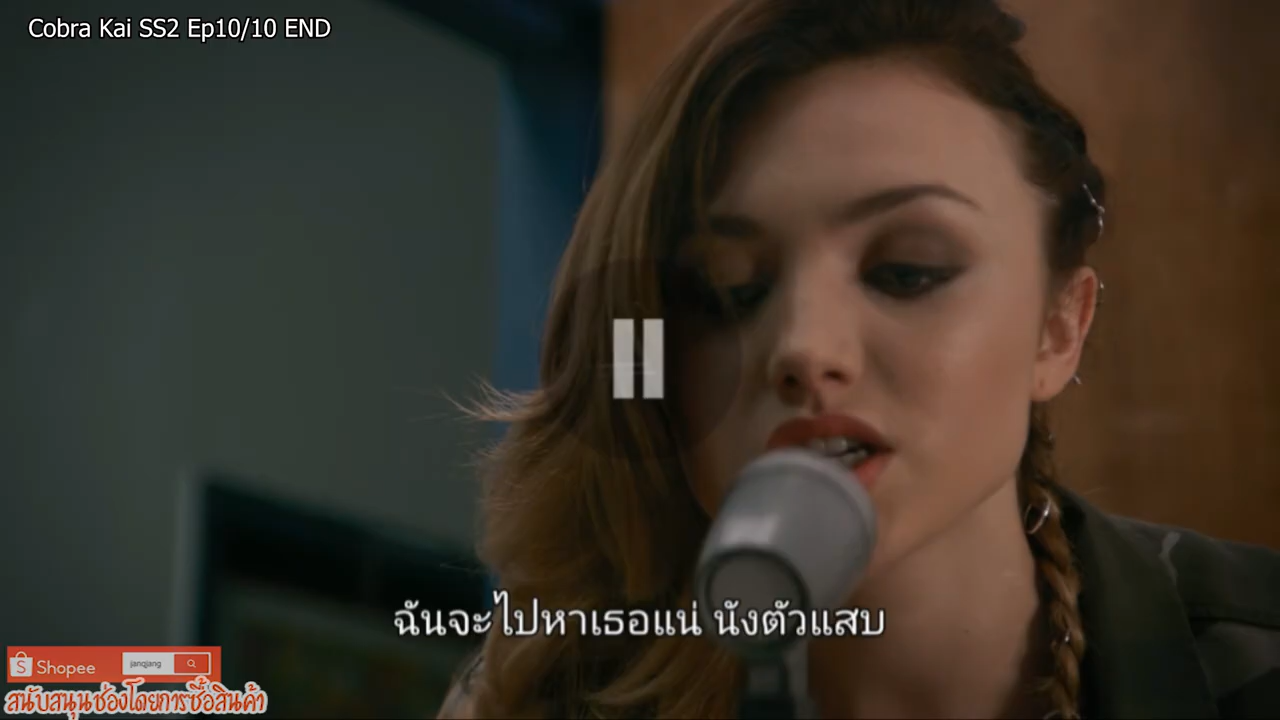 Cobra Kai SS2 Ep10/10 END
ฉันจะไปหาเธอแน่ นังตัวแสบ
Shopee janqjang
สนับสนุนช่องโดยการซื้อสินค้า